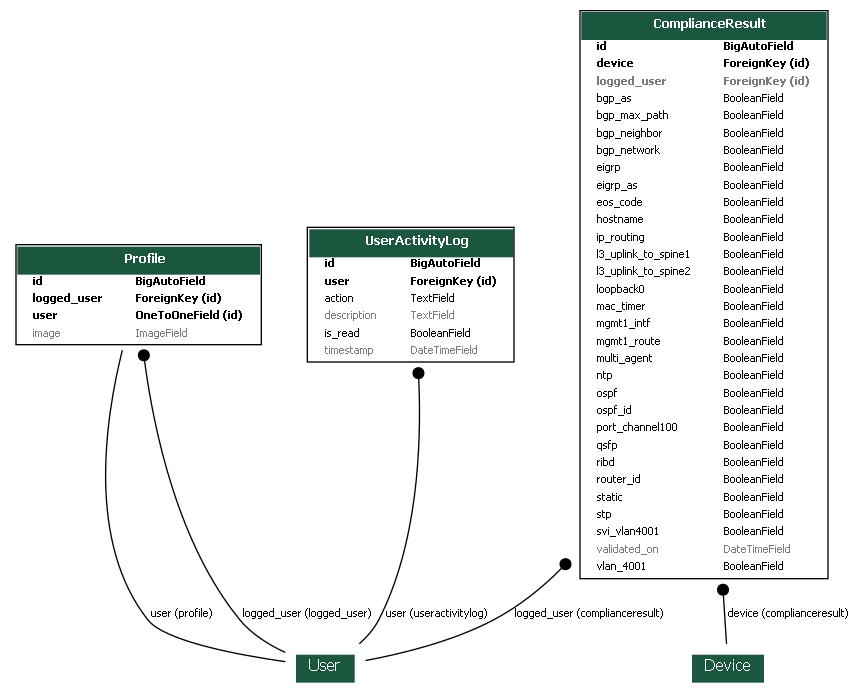 ComplianceResult
id BigAutoField
device ForeignKey (id)
logged_user ForeignKey (id)
bgp_as BooleanField
bgp_max_path BooleanField
bgp_neighbor BooleanField
bgp_network BooleanField
eigrp BooleanField
eigrp_as BooleanField
eos_code BooleanField
hostname BooleanField
ip_routing BooleanField
l3_uplink_to_spine1 BooleanField
l3_uplink_to_spine2 BooleanField
loopback0 BooleanField
mac_timer BooleanField
mgmt1_intf BooleanField
mgmt1_route BooleanField
multi_agent BooleanField
ntp BooleanField
ospf BooleanField
ospf_id BooleanField
port_channel100 BooleanField
qsfp BooleanField
ribd BooleanField
router_id BooleanField
static BooleanField
stp BooleanField
svi_vlan4001 BooleanField
validated_on DateTimeField
vlan_4001 BooleanField
UserActivityLog
id BigAutoField
user ForeignKey (id)
action TextField
description TextField
is_read BooleanField
timestamp DateTimeField
Profile
id BigAutoField
logged_user ForeignKey (id)
user OneToOneField (id)
image ImageField
user (profile)
logged_user (logged_user)
user (useractivitylog)
logged_user (complianceresult)
device (complianceresult)
User
Device